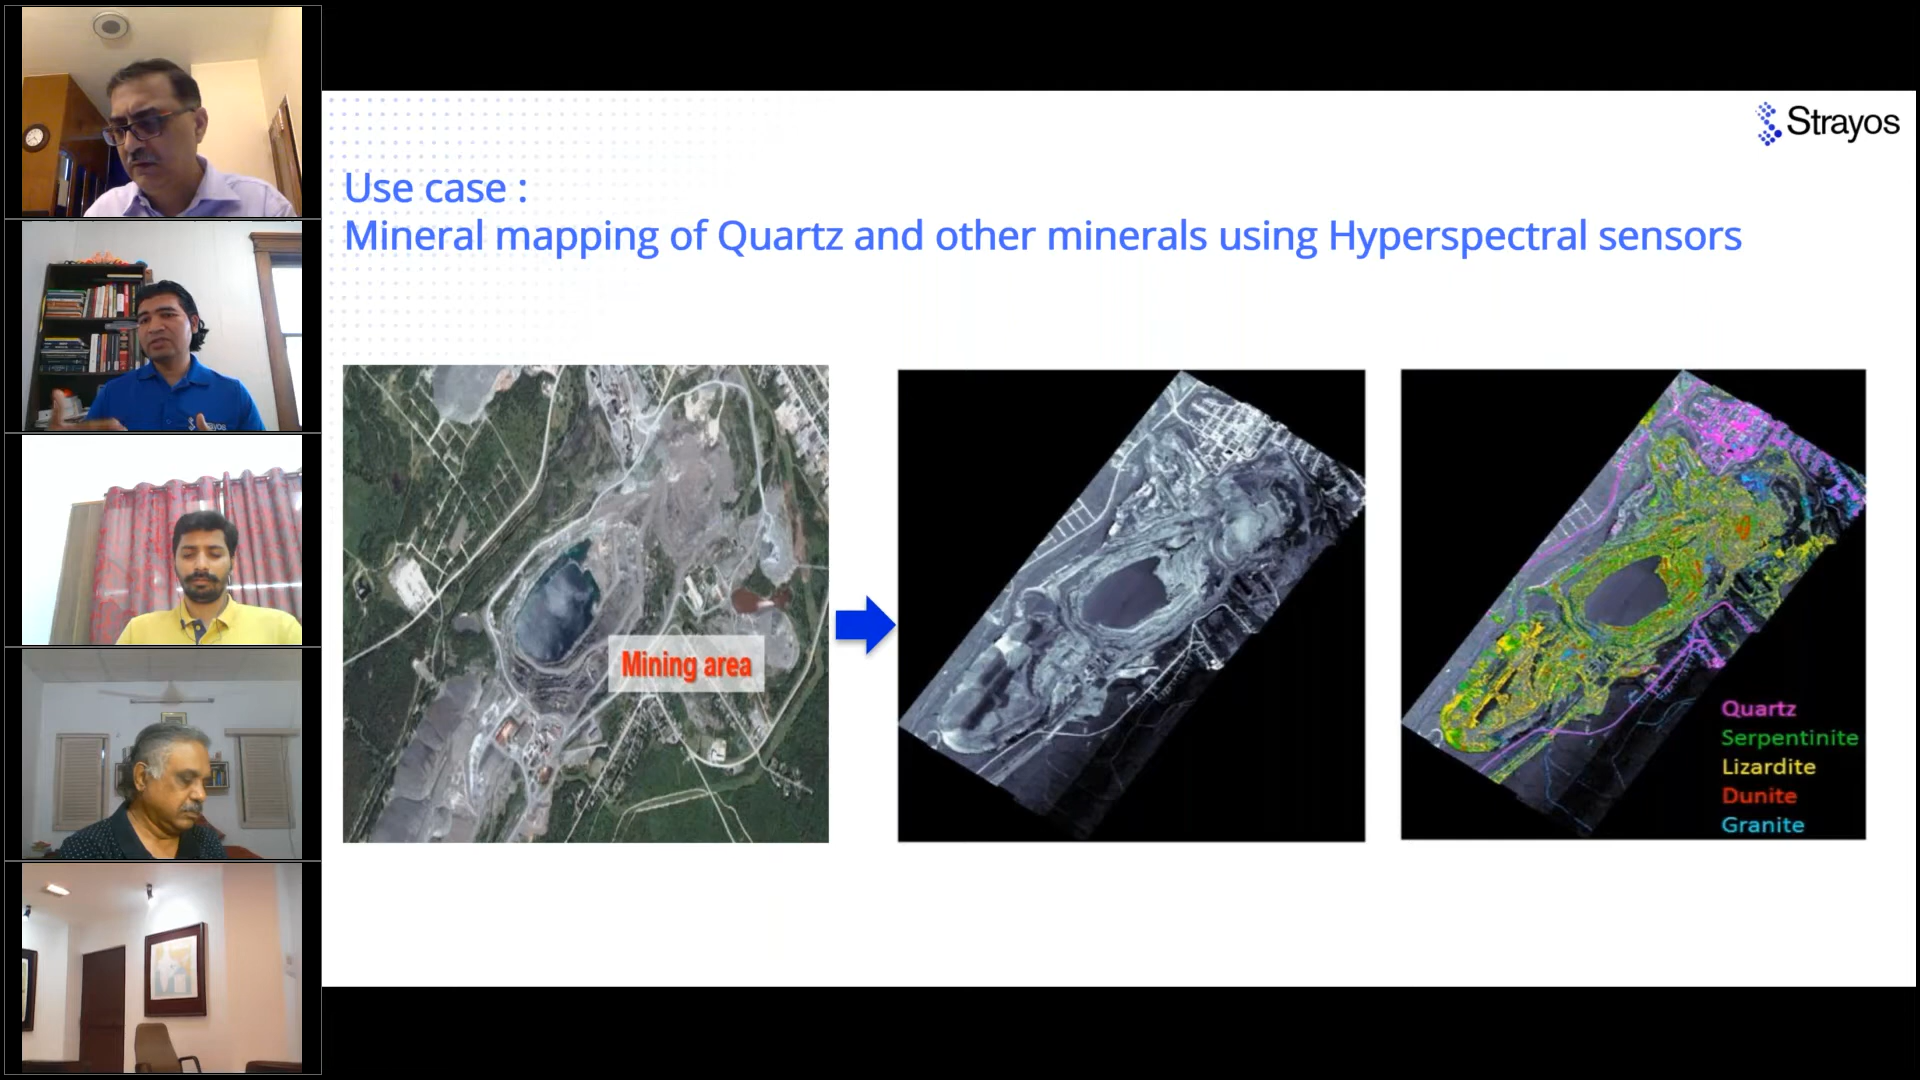 Strayos
Use case :
Mineral mapping of Quartz and other minerals using Hyperspectral sensors
Mining area
Quartz
Serpentinite
Lizardite
Dunite
Granite